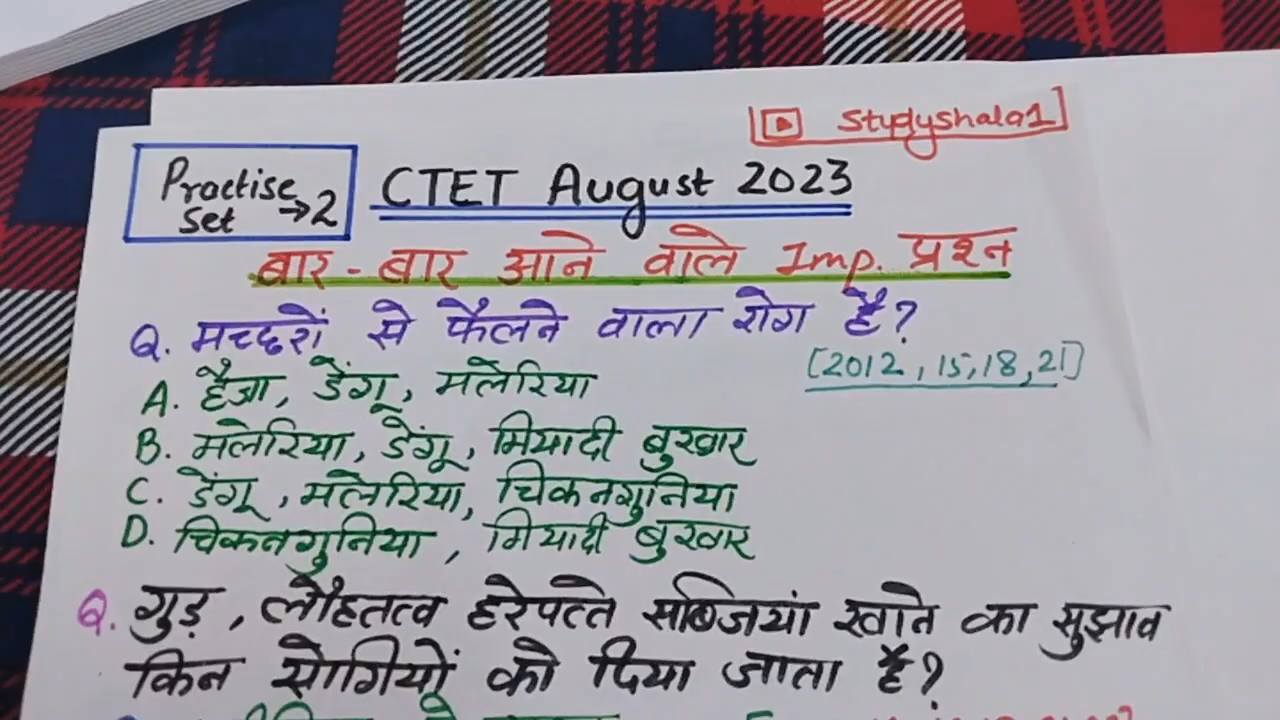 Studyshala1
Practise Set → 2
CTET August 2023
बार-बार आने वाले Imp. प्रश्न
Q. मच्छरों से फैलने वाला रोग है?
[2012, 15, 18, 21]
A. हैजा, डेंगू, मलेरिया
B. मलेरिया, डेंगू, मियादी बुखार
C. डेंगू, मलेरिया, चिकनगुनिया
D. चिकनगुनिया, मियादी बुखार
Q. गुड़, लौहतत्व हरेपत्ते सब्जियां खाने का सुझाव
किन रोगियों को दिया जाता है?